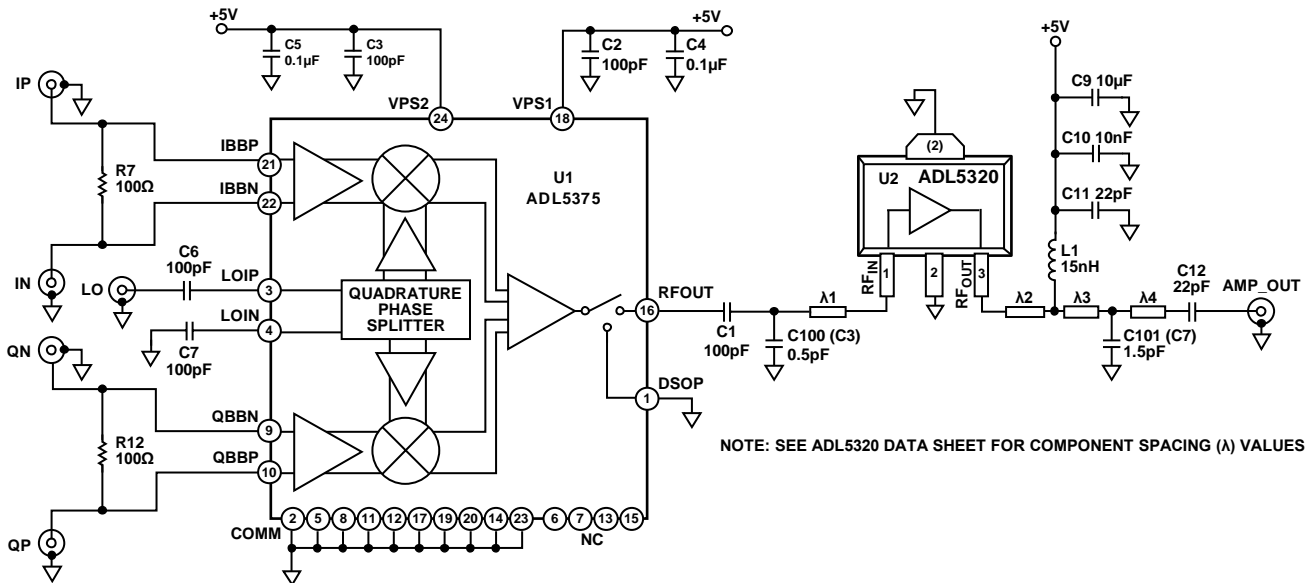 +5V
C5
0.1µF
C3
100pF
VPS2
24
+5V
C2
100pF
C4
0.1µF
VPS1
18
IP
R7
100Ω
IN
IBBP
21
IBBN
22
C6
100pF
LO
LOIP
3
LOIN
4
C7
100pF
QUADRATURE
PHASE
SPLITTER
U1
ADL5375
RFOUT
16
DSOP
1
QN
R12
100Ω
QP
QBBN
9
QBBP
10
COMM
2 5 8 11 12 17 19 20 14 23 6 7 13 15
NC
C1
100pF
C100 (C3)
0.5pF
λ1
(2)
U2 ADL5320
RFIN
1
2
RFOUT
3
+5V
C9 10µF
C10 10nF
C11 22pF
L1
15nH
λ2
λ3
λ4
C101 (C7)
1.5pF
C12
22pF
AMP_OUT
NOTE: SEE ADL5320 DATA SHEET FOR COMPONENT SPACING (λ) VALUES